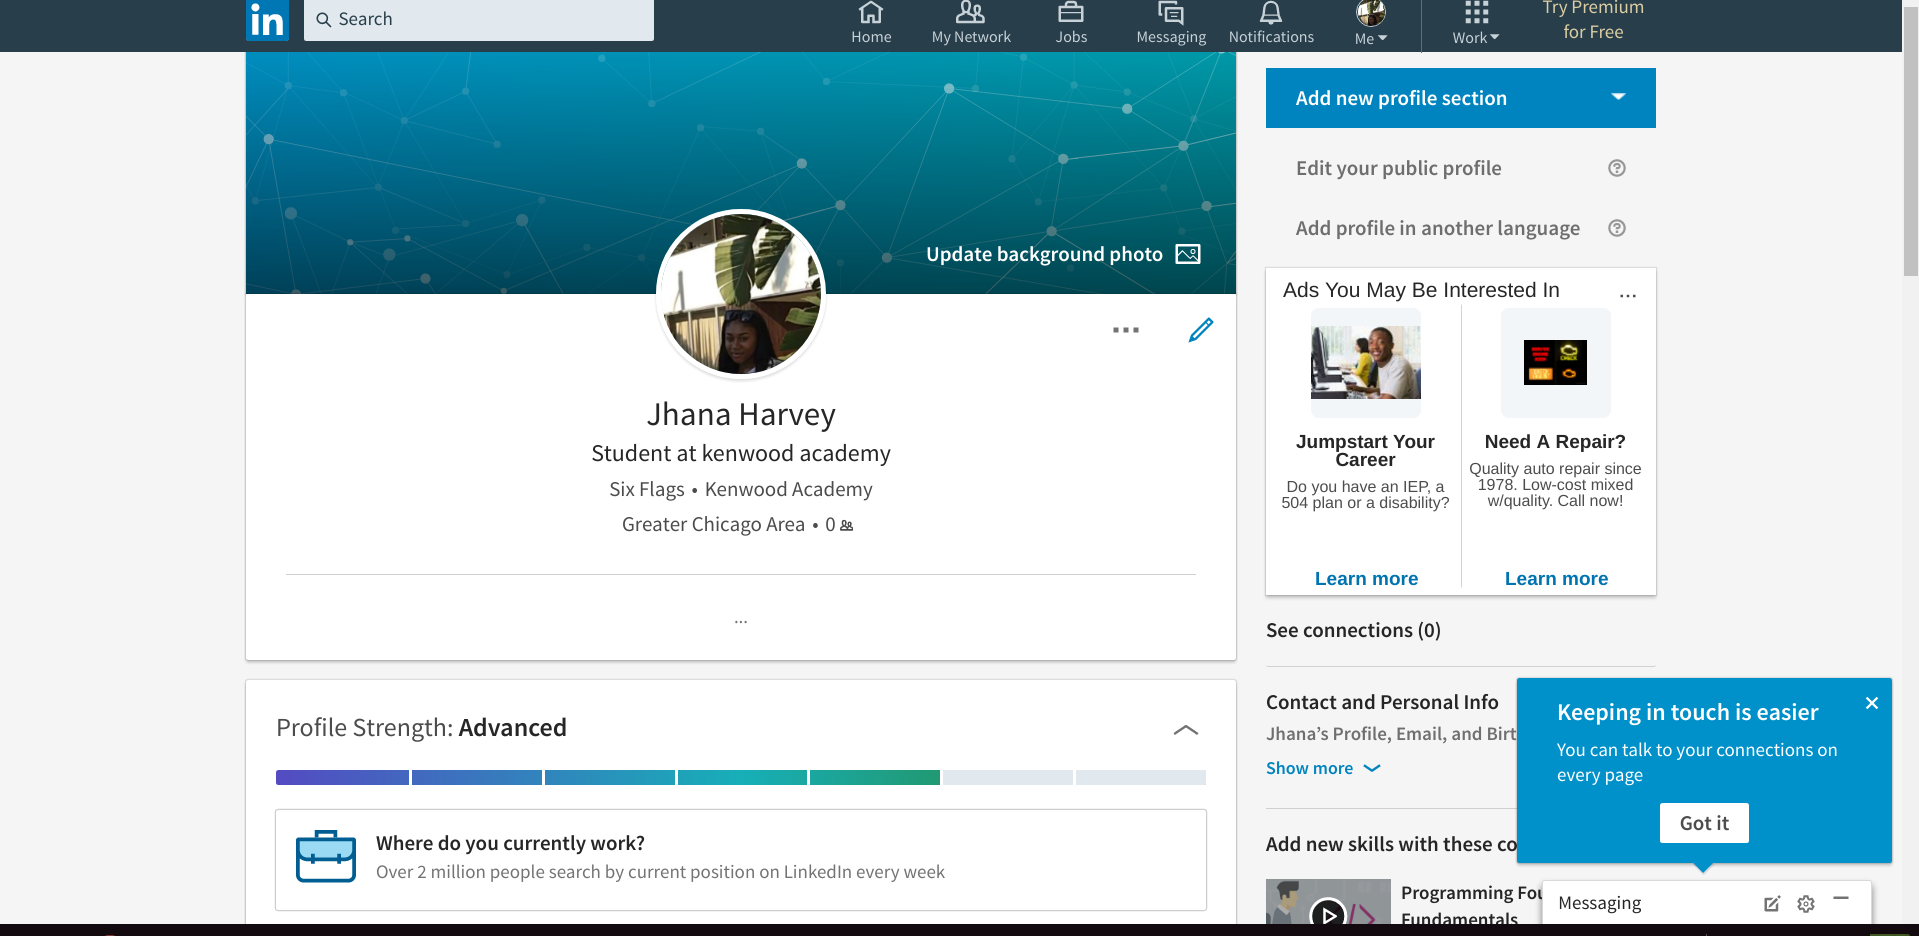 in
Search
Home
My Network
Jobs
Messaging
Notifications
Me
Work
Try Premium
for Free
Update background photo
Jhana Harvey
Student at kenwood academy
Six Flags • Kenwood Academy
Greater Chicago Area • 0
...
Profile Strength: Advanced
Where do you currently work?
Over 2 million people search by current position on LinkedIn every week
Add new profile section
Edit your public profile
Add profile in another language
Ads You May Be Interested In
...
Jumpstart Your
Career
Do you have an IEP, a
504 plan or a disability?
Learn more
Need A Repair?
Quality auto repair since
1978. Low-cost mixed
w/quality. Call now!
Learn more
See connections (0)
Contact and Personal Info
Jhana’s Profile, Email, and Birt
Show more
Add new skills with these co
Programming Fou
Fundamentals
Keeping in touch is easier
You can talk to your connections on
every page
Got it
Messaging